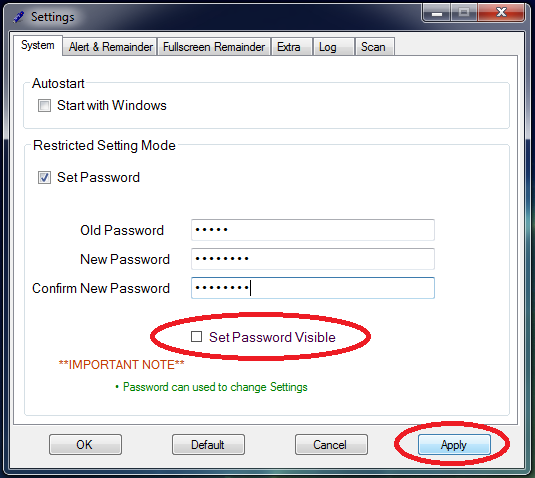 Settings
System Alert & Remainder Fullscreen Remainder Extra Log Scan
Autostart
Start with Windows
Restricted Setting Mode
Set Password
Old Password •••••
New Password ••••••••
Confirm New Password ••••••••
Set Password Visible
**IMPORTANT NOTE**
• Password can used to change Settings
OK Default Cancel Apply